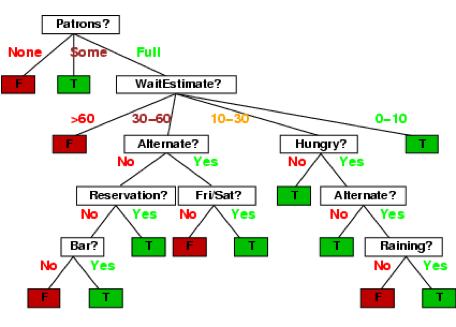 Patrons?
None Some Full
F T WaitEstimate?
>60 30–60 10–30 0–10
F Alternate? Hungry? T
No Yes No Yes
Reservation? Fri/Sat? T Alternate?
No Yes No Yes No Yes
Bar? T F T T Raining?
No Yes No Yes
F T F T